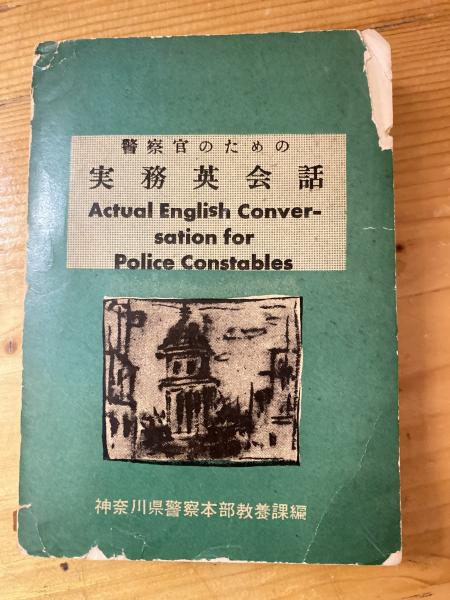 警察官のための
実務英会話
Actual English Conver-
sation for
Police Constables
神奈川県警察本部教養課編